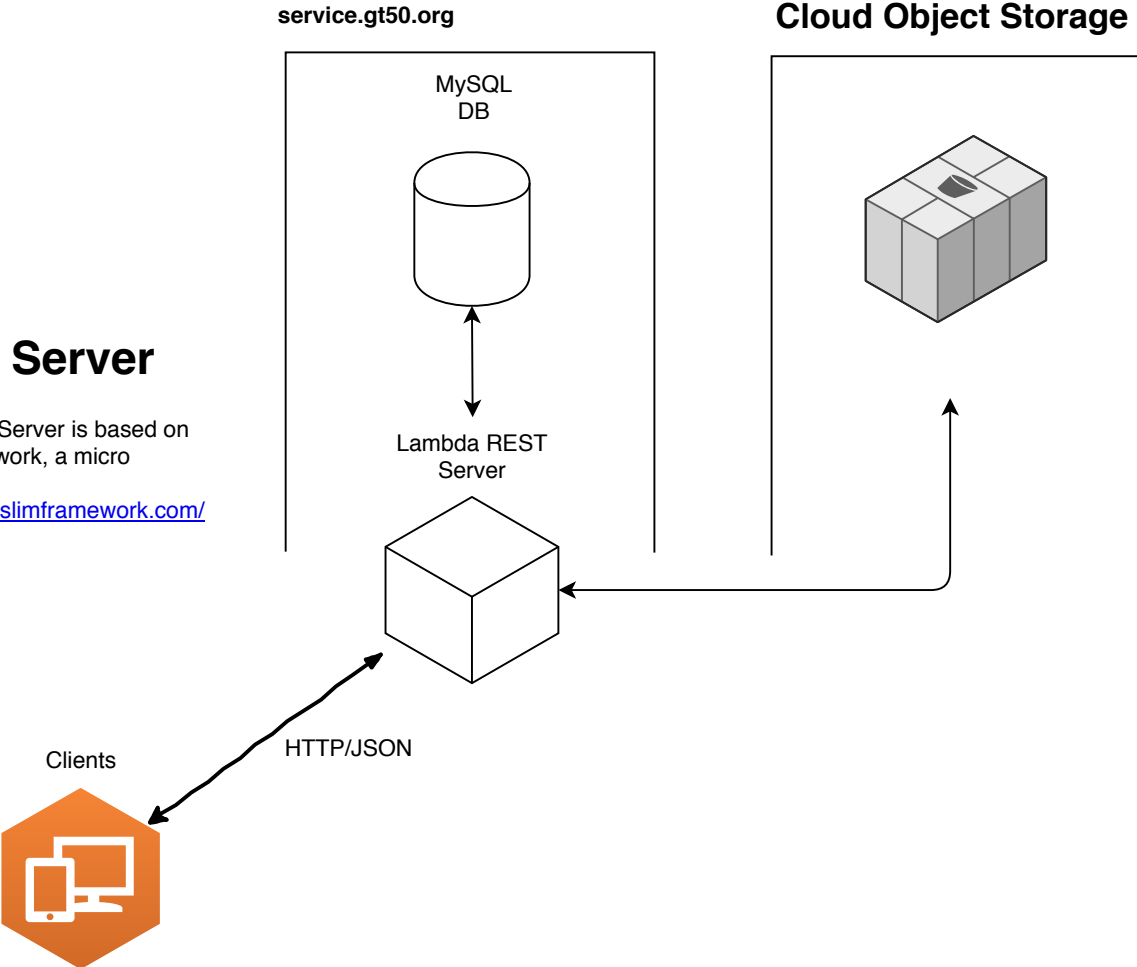 service.gt50.org
Cloud Object Storage
MySQL
DB
Server
Server is based on
work, a micro
slimframework.com/
Lambda REST
Server
HTTP/JSON
Clients